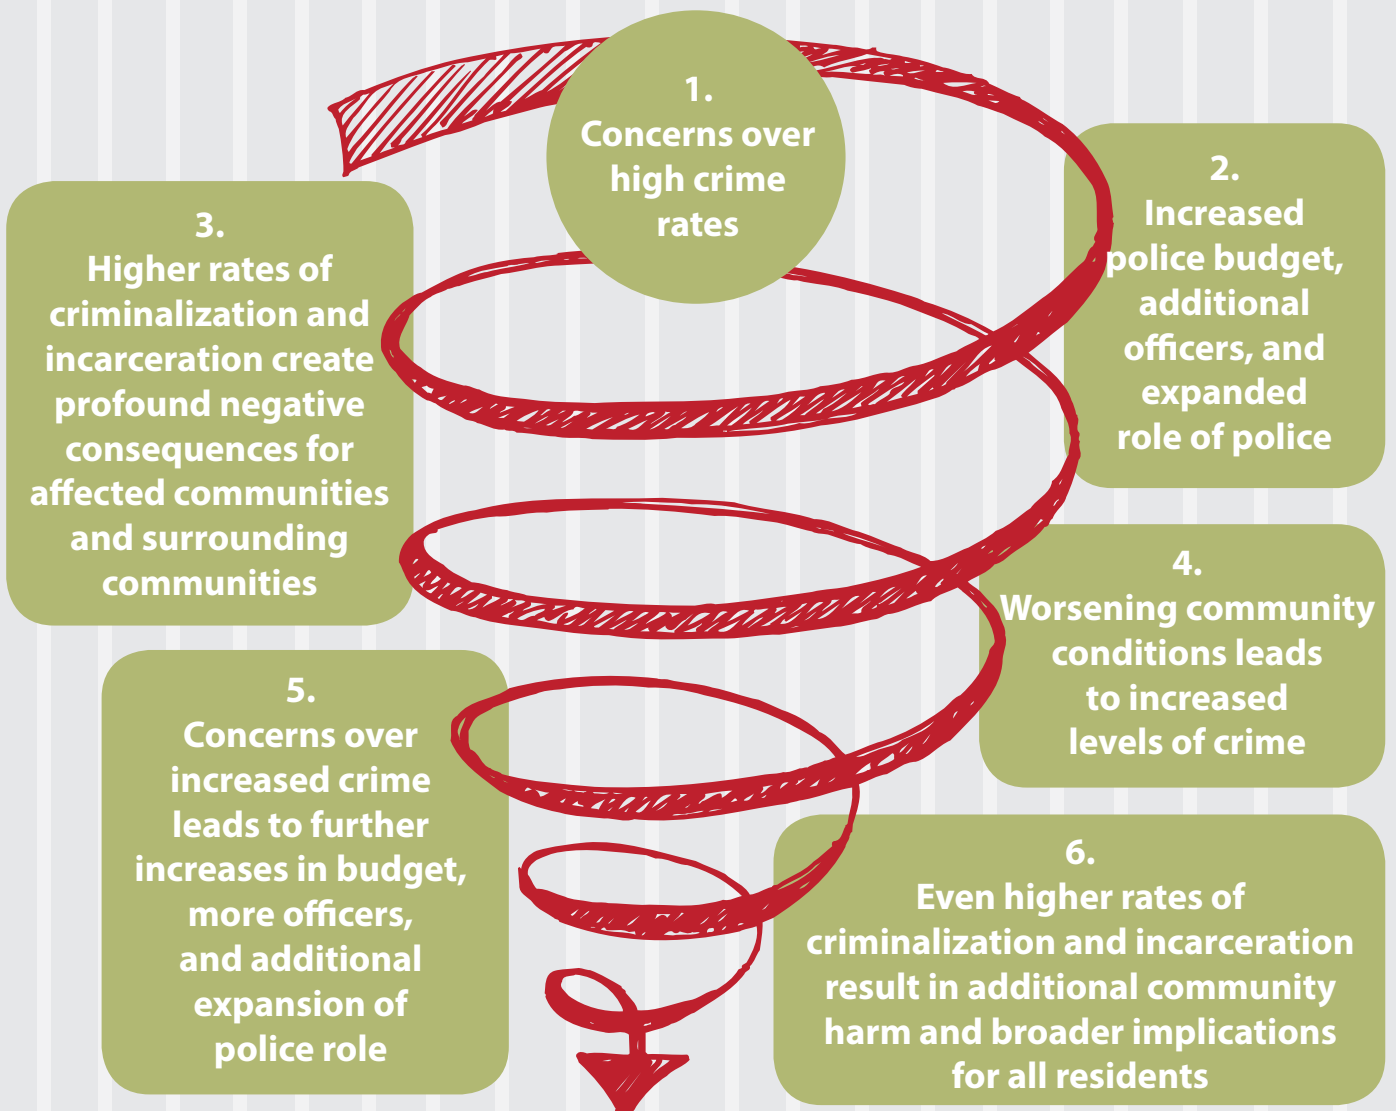 1.
Concerns over
high crime
rates
2.
Increased
police budget,
additional
officers, and
expanded
role of police
3.
Higher rates of
criminalization and
incarceration create
profound negative
consequences for
affected communities
and surrounding
communities
4.
Worsening community
conditions leads
to increased
levels of crime
5.
Concerns over
increased crime
leads to further
increases in budget,
more officers,
and additional
expansion of
police role
6.
Even higher rates of
criminalization and incarceration
result in additional community
harm and broader implications
for all residents